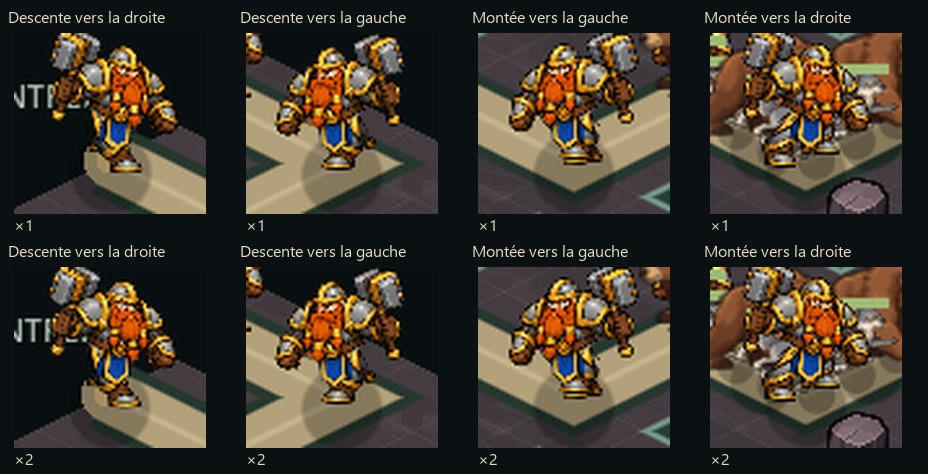 Descente vers la droite
Descente vers la gauche
Montée vers la gauche
Montée vers la droite
×1
×1
×1
×1
Descente vers la droite
Descente vers la gauche
Montée vers la gauche
Montée vers la droite
×2
×2
×2
×2